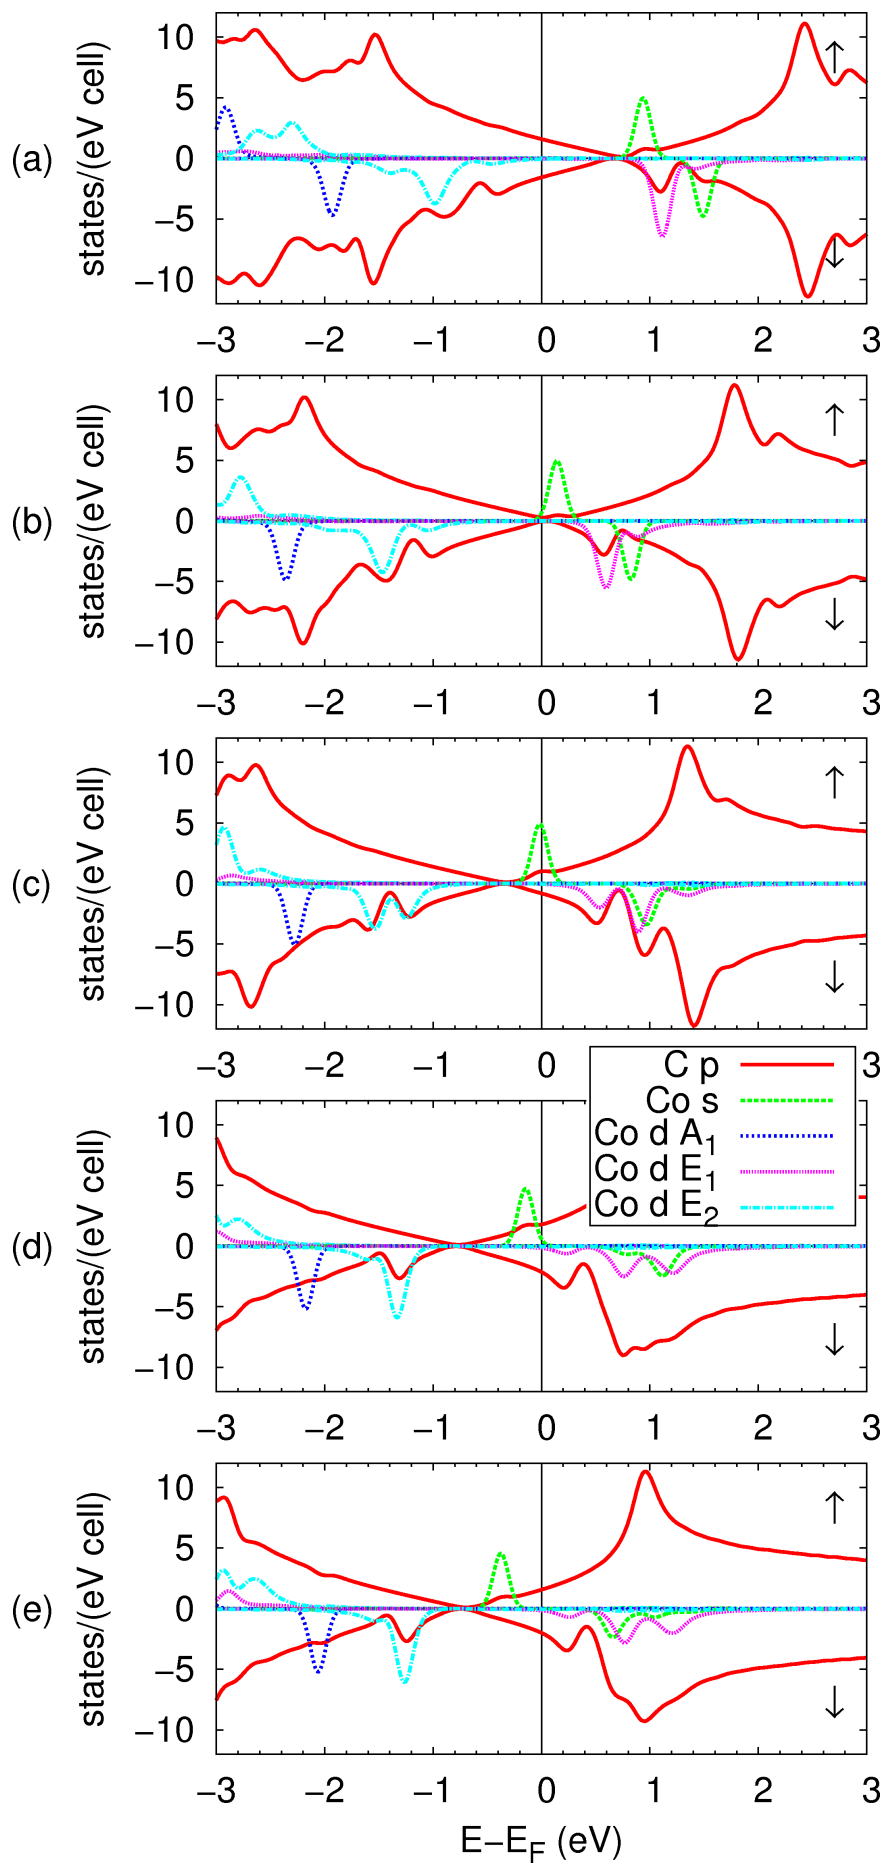 10
5
0
−5
−10
states/(eV cell)
(a)
↑
↓
−3 −2 −1 0 1 2 3
10
5
0
−5
−10
states/(eV cell)
(b)
↑
↓
−3 −2 −1 0 1 2 3
10
5
0
−5
−10
states/(eV cell)
(c)
↑
↓
−3 −2 −1 0 3
C p
Co s
Co d A1
Co d E1
Co d E2
10
5
0
−5
−10
states/(eV cell)
(d)
↓
−3 −2 −1 0 1 2 3
10
5
0
−5
−10
states/(eV cell)
(e)
↑
↓
−3 −2 −1 0 1 2 3
E−EF (eV)